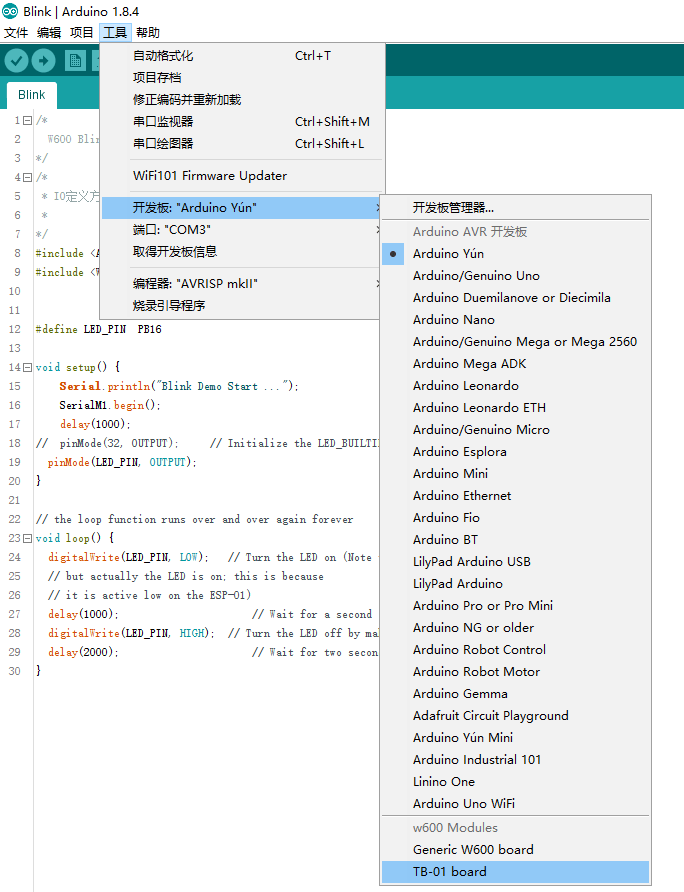 Blink | Arduino 1.8.4
文件 编辑 项目 工具 帮助
自动格式化 Ctrl+T
项目存档
修正编码并重新加载
串口监视器 Ctrl+Shift+M
串口绘图器 Ctrl+Shift+L
WiFi101 Firmware Updater
开发板: "Arduino Yún"
端口: "COM3"
取得开发板信息
编程器: "AVRISP mkII"
烧录引导程序
开发板管理器...
Arduino AVR 开发板
Arduino Yún
Arduino/Genuino Uno
Arduino Duemilanove or Diecimila
Arduino Nano
Arduino/Genuino Mega or Mega 2560
Arduino Mega ADK
Arduino Leonardo
Arduino Leonardo ETH
Arduino/Genuino Micro
Arduino Esplora
Arduino Mini
Arduino Ethernet
Arduino Fio
Arduino BT
LilyPad Arduino USB
LilyPad Arduino
Arduino Pro or Pro Mini
Arduino NG or older
Arduino Robot Control
Arduino Robot Motor
Arduino Gemma
Adafruit Circuit Playground
Arduino Yún Mini
Arduino Industrial 101
Linino One
Arduino Uno WiFi
w600 Modules
Generic W600 board
TB-01 board
Blink
1 /*
2 W600 Blin
3 */
4 /*
5 * IO定义方
6 *
7 */
8 #include <A
9 #include <W
10
11
12 #define LED_PIN PB16
13
14 void setup() {
15 Serial.println("Blink Demo Start ...");
16 SerialM1.begin();
17 delay(1000);
18 // pinMode(32, OUTPUT); // Initialize the LED_BUILTI
19 pinMode(LED_PIN, OUTPUT);
20 }
21
22 // the loop function runs over and over again forever
23 void loop() {
24 digitalWrite(LED_PIN, LOW); // Turn the LED on (Note
25 // but actually the LED is on; this is because
26 // it is active low on the ESP-01)
27 delay(1000); // Wait for a second
28 digitalWrite(LED_PIN, HIGH); // Turn the LED off by ma
29 delay(2000); // Wait for two secon
30 }